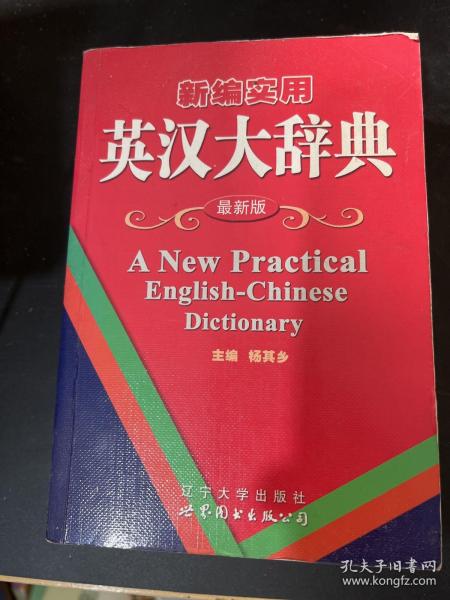 新编实用
英汉大辞典
最新版
A New Practical
English-Chinese
Dictionary
主编 杨其乡
辽宁大学出版社
世界图书出版公司
孔夫子旧书网
www.kongfz.com